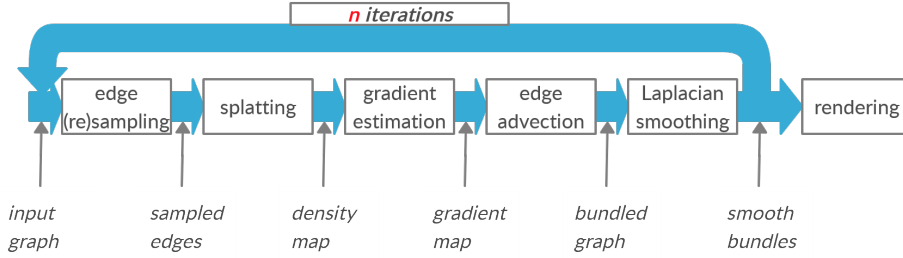 n iterations
edge
(re)sampling
splatting
gradient
estimation
edge
advection
Laplacian
smoothing
rendering
input
graph
sampled
edges
density
map
gradient
map
bundled
graph
smooth
bundles